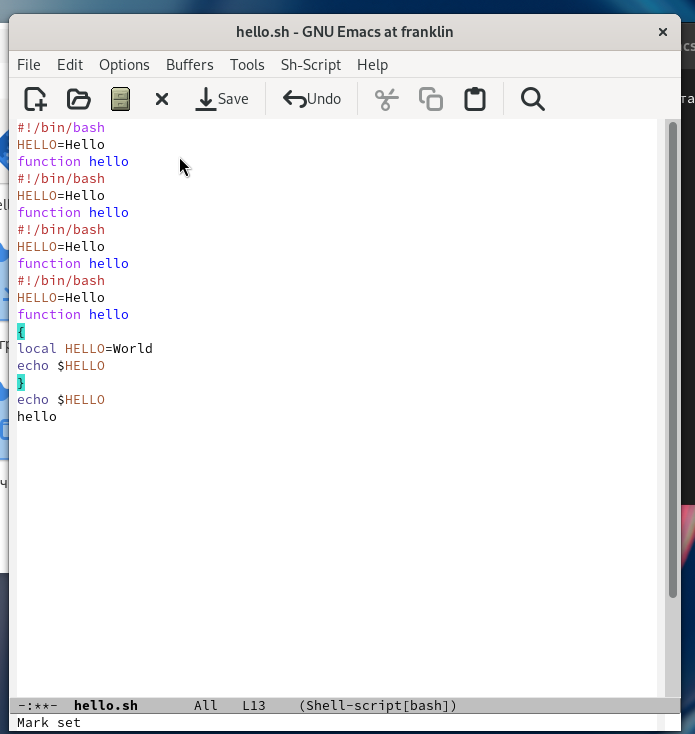 hello.sh - GNU Emacs at franklin
File Edit Options Buffers Tools Sh-Script Help
Save Undo
#!/bin/bash
HELLO=Hello
function hello
#!/bin/bash
HELLO=Hello
function hello
#!/bin/bash
HELLO=Hello
function hello
#!/bin/bash
HELLO=Hello
function hello
{
local HELLO=World
echo $HELLO
}
echo $HELLO
hello
-:**- hello.sh All L13 (Shell-script[bash])
Mark set